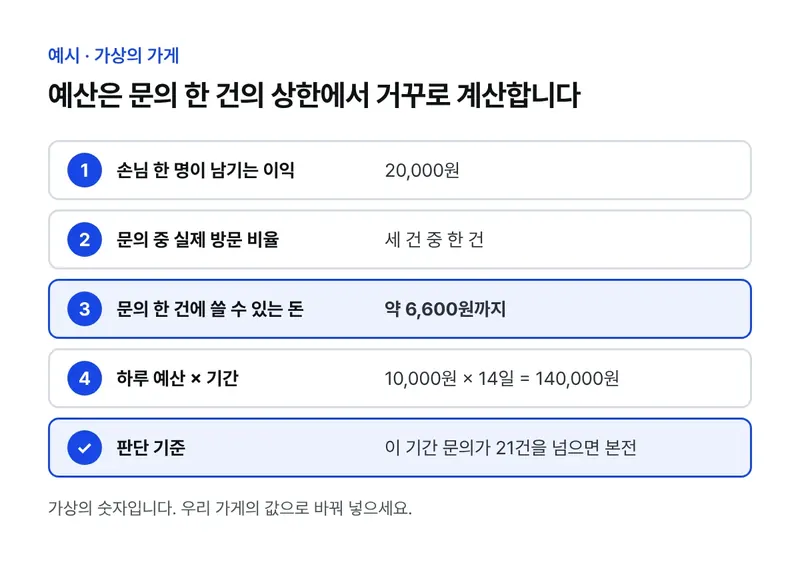 예시 · 가상의 가게
예산은 문의 한 건의 상한에서 거꾸로 계산합니다
1 손님 한 명이 남기는 이익 20,000원
2 문의 중 실제 방문 비율 세 건 중 한 건
3 문의 한 건에 쓸 수 있는 돈 약 6,600원까지
4 하루 예산 × 기간 10,000원 × 14일 = 140,000원
✓ 판단 기준 이 기간 문의가 21건을 넘으면 본전
가상의 숫자입니다. 우리 가게의 값으로 바꿔 넣으세요.